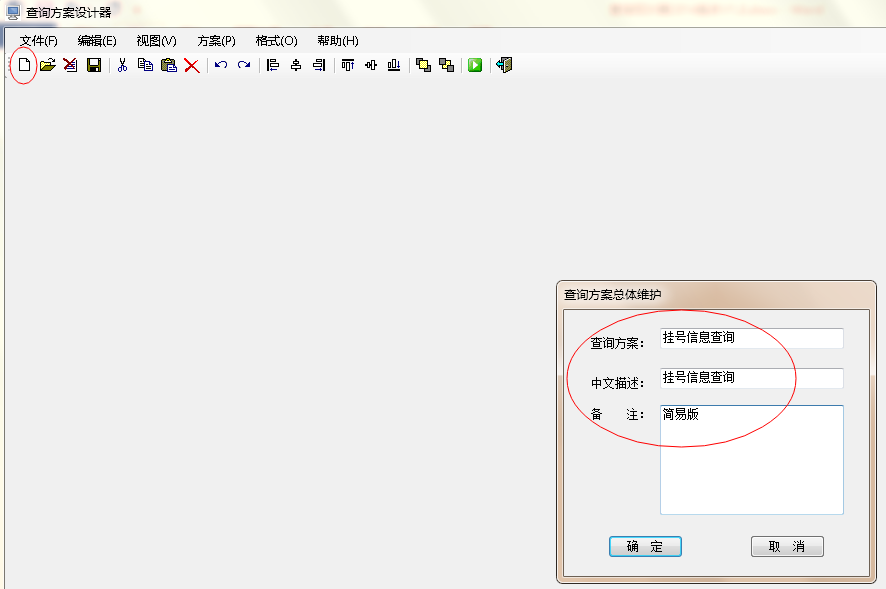 查询方案设计器
文件(F) 编辑(E) 视图(V) 方案(P) 格式(O) 帮助(H)
查询方案总体维护
查询方案： 挂号信息查询
中文描述： 挂号信息查询
备 注： 简易版
确 定 取 消